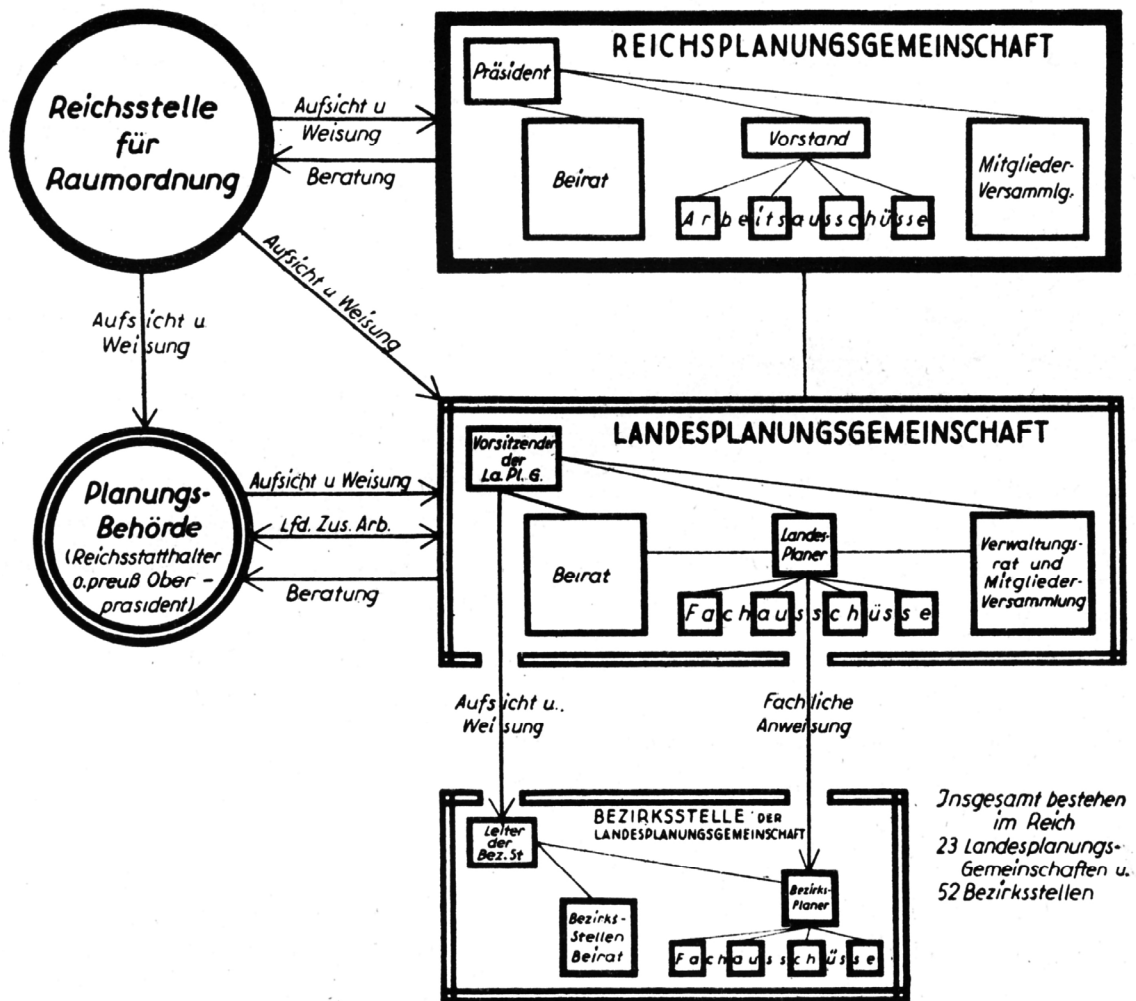 Reichsstelle
für
Raumordnung
Aufsicht u
Weisung
Beratung
REICHSPLANUNGSGEMEINSCHAFT
Präsident
Beirat
Vorstand
Arbeitsausschüsse
Mitglieder-
Versammlg.
Aufsicht u Weisung
Aufsicht u.
Weisung
Planungs-
Behörde
(Reichsstatthalter
o.preuß Ober-
prasident)
Aufsicht u Weisung
Lfd. Zus. Arb.
Beratung
LANDESPLANUNGSGEMEINSCHAFT
Vorsitzender
der
La. Pl. G.
Beirat
Landes-
Planer
Fachausschüsse
Verwaltungs-
rat und
Mitglieder-
Versammlung
Aufsicht u..
Weisung
Fachliche
Anweisung
BEZIRKSSTELLE DER
LANDESPLANUNGSGEMEINSCHAFT
Leiter
der
Bez. St
Bezirks-
Stellen
Beirat
Bezirks-
Planer
Fachausschüsse
Insgesamt bestehen
im Reich
23 Landesplanungs-
Gemeinschaften u.
52 Bezirksstellen